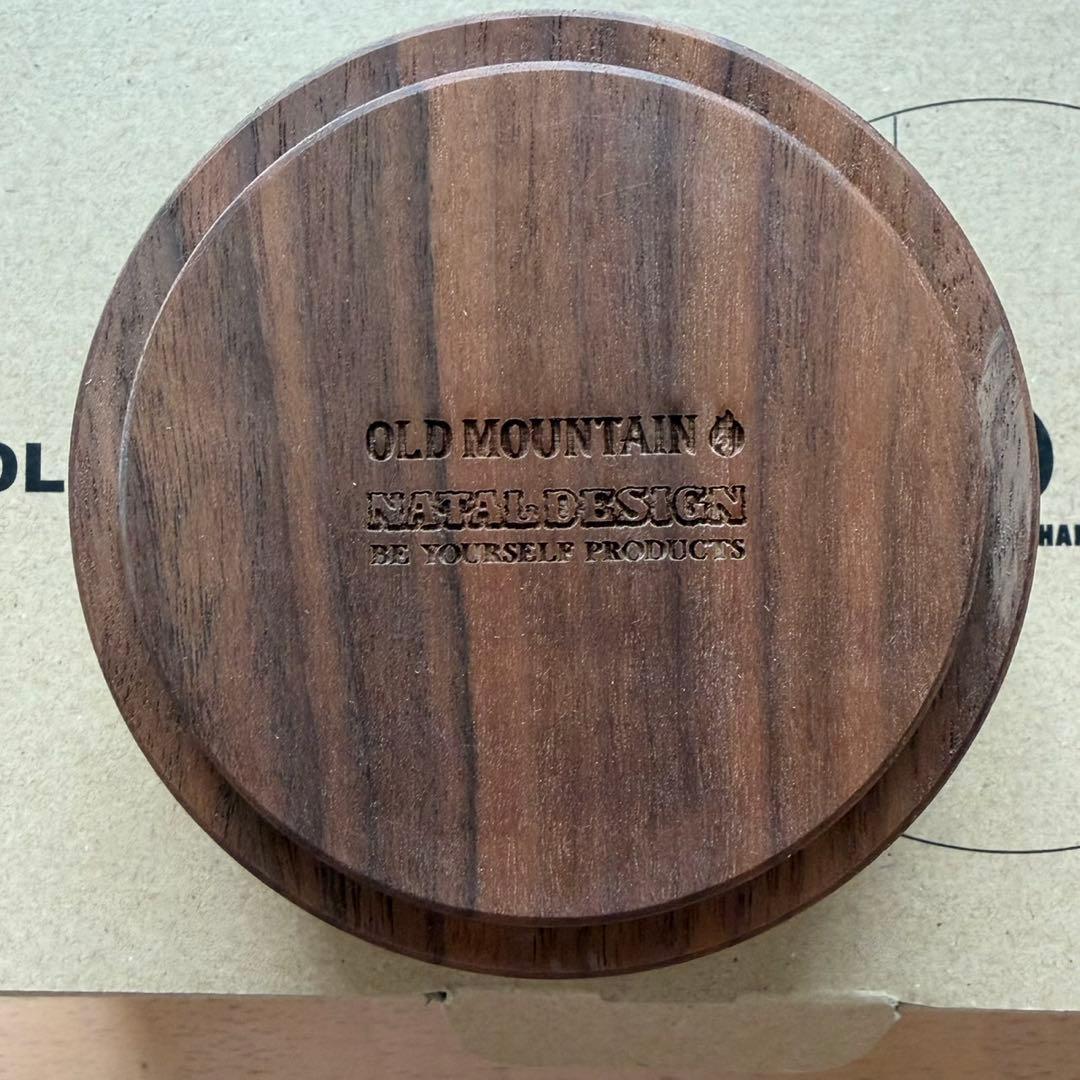 OLD MOUNTAIN
NATAL DESIGN
BE YOURSELF PRODUCTS